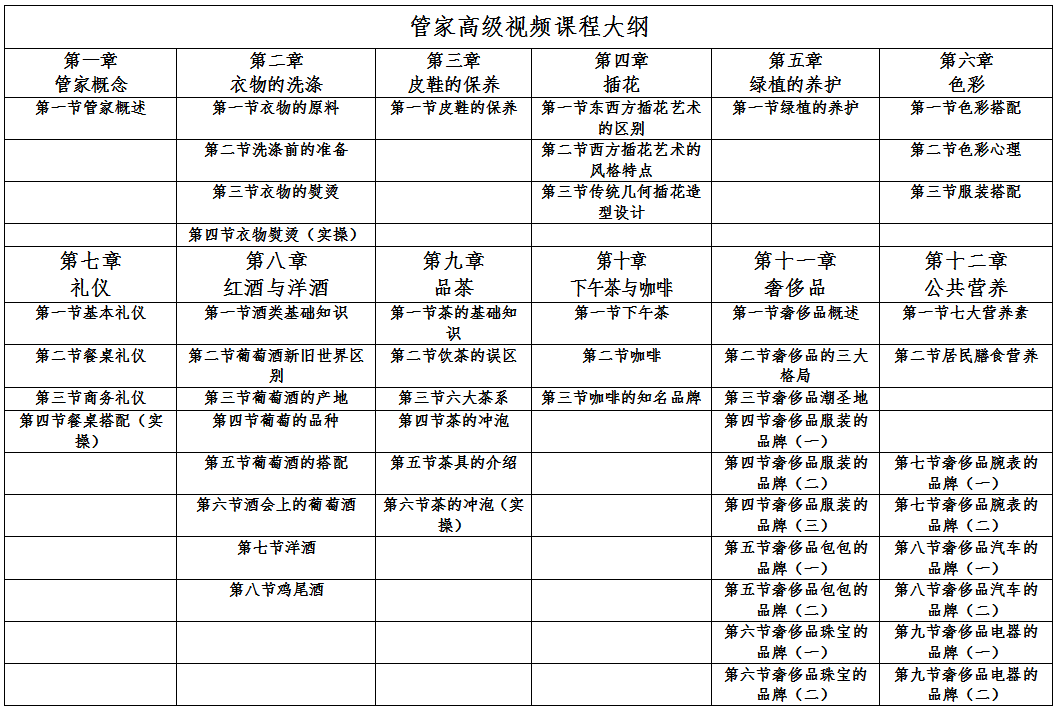 管家高级视频课程大纲
第一章 第二章 第三章 第四章 第五章 第六章
管家概念 衣物的洗涤 皮鞋的保养 插花 绿植的养护 色彩
第一节管家概述 第一节衣物的原料 第一节皮鞋的保养 第一节东西方插花艺术 第一节绿植的养护 第一节色彩搭配
的区别
第二节洗涤前的准备 第二节西方插花艺术的 第二节色彩心理
风格特点
第三节衣物的熨烫 第三节传统几何插花造 第三节服装搭配
型设计
第四节衣物熨烫（实操）
第七章 第八章 第九章 第十章 第十一章 第十二章
礼仪 红酒与洋酒 品茶 下午茶与咖啡 奢侈品 公共营养
第一节基本礼仪 第一节酒类基础知识 第一节茶的基础知 第一节下午茶 第一节奢侈品概述 第一节七大营养素
识
第二节餐桌礼仪 第二节葡萄酒新旧世界区 第二节饮茶的误区 第二节咖啡 第二节奢侈品的三大 第二节居民膳食营养
别 格局
第三节商务礼仪 第三节葡萄酒的产地 第三节六大茶系 第三节咖啡的知名品牌 第三节奢侈品潮圣地
第四节餐桌搭配（实 第四节葡萄的品种 第四节茶的冲泡 第四节奢侈品服装的
操） 品牌（一）
第五节葡萄酒的搭配 第五节茶具的介绍 第四节奢侈品服装的 第七节奢侈品腕表的
品牌（二） 品牌（一）
第六节酒会上的葡萄酒 第六节茶的冲泡（实 第四节奢侈品服装的 第七节奢侈品腕表的
操） 品牌（三） 品牌（二）
第七节洋酒 第五节奢侈品包包的 第八节奢侈品汽车的
品牌（一） 品牌（一）
第八节鸡尾酒 第五节奢侈品包包的 第八节奢侈品汽车的
品牌（二） 品牌（二）
第六节奢侈品珠宝的 第九节奢侈品电器的
品牌（一） 品牌（一）
第六节奢侈品珠宝的 第九节奢侈品电器的
品牌（二） 品牌（二）